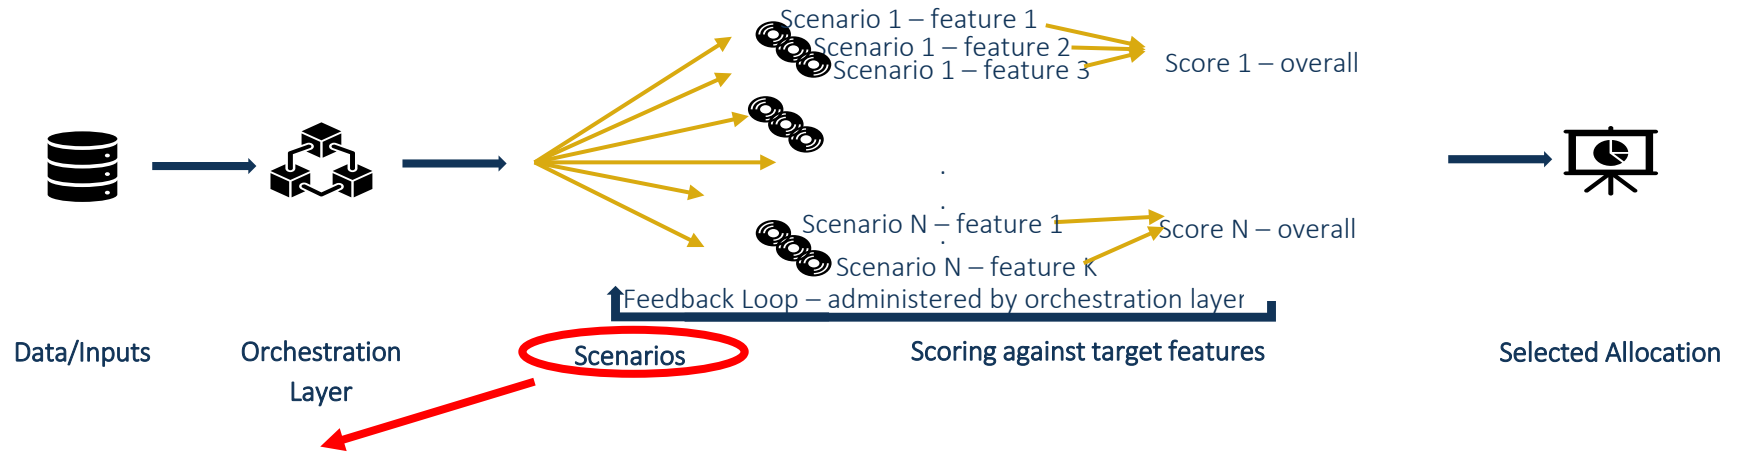 Scenario 1 – feature 1
Scenario 1 – feature 2
Scenario 1 – feature 3
Score 1 – overall
.
.
.
Scenario N – feature 1
Score N – overall
Scenario N – feature K
Feedback Loop – administered by orchestration layer
Data/Inputs
Orchestration
Layer
Scenarios
Scoring against target features
Selected Allocation